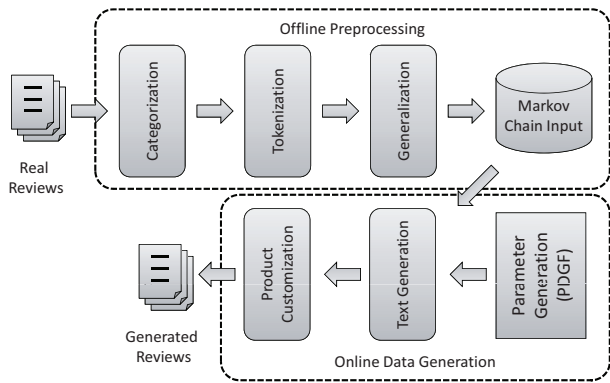 Offline Preprocessing
Real
Reviews
Categorization
Tokenization
Generalization
Markov
Chain Input
Generated
Reviews
Product
Customization
Text Generation
Parameter
Generation
(PDGF)
Online Data Generation